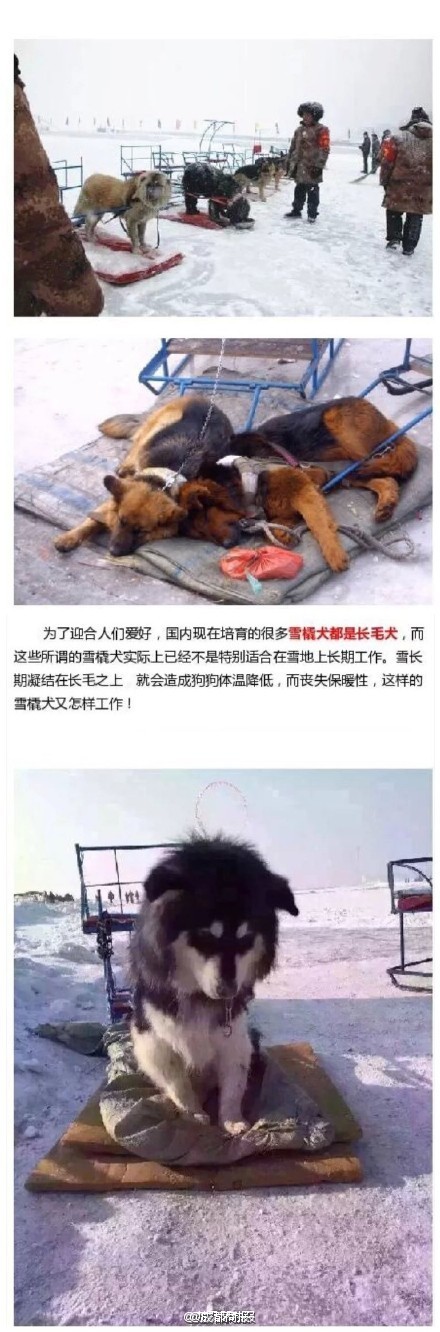 为了迎合人们爱好，国内现在培育的很多雪橇犬都是长毛犬，而
这些所谓的雪橇犬实际上已经不是特别适合在雪地上长期工作。雪长
期凝结在长毛之上 就会造成狗狗体温降低，而丧失保暖性，这样的
雪橇犬又怎样工作！
@成都商报